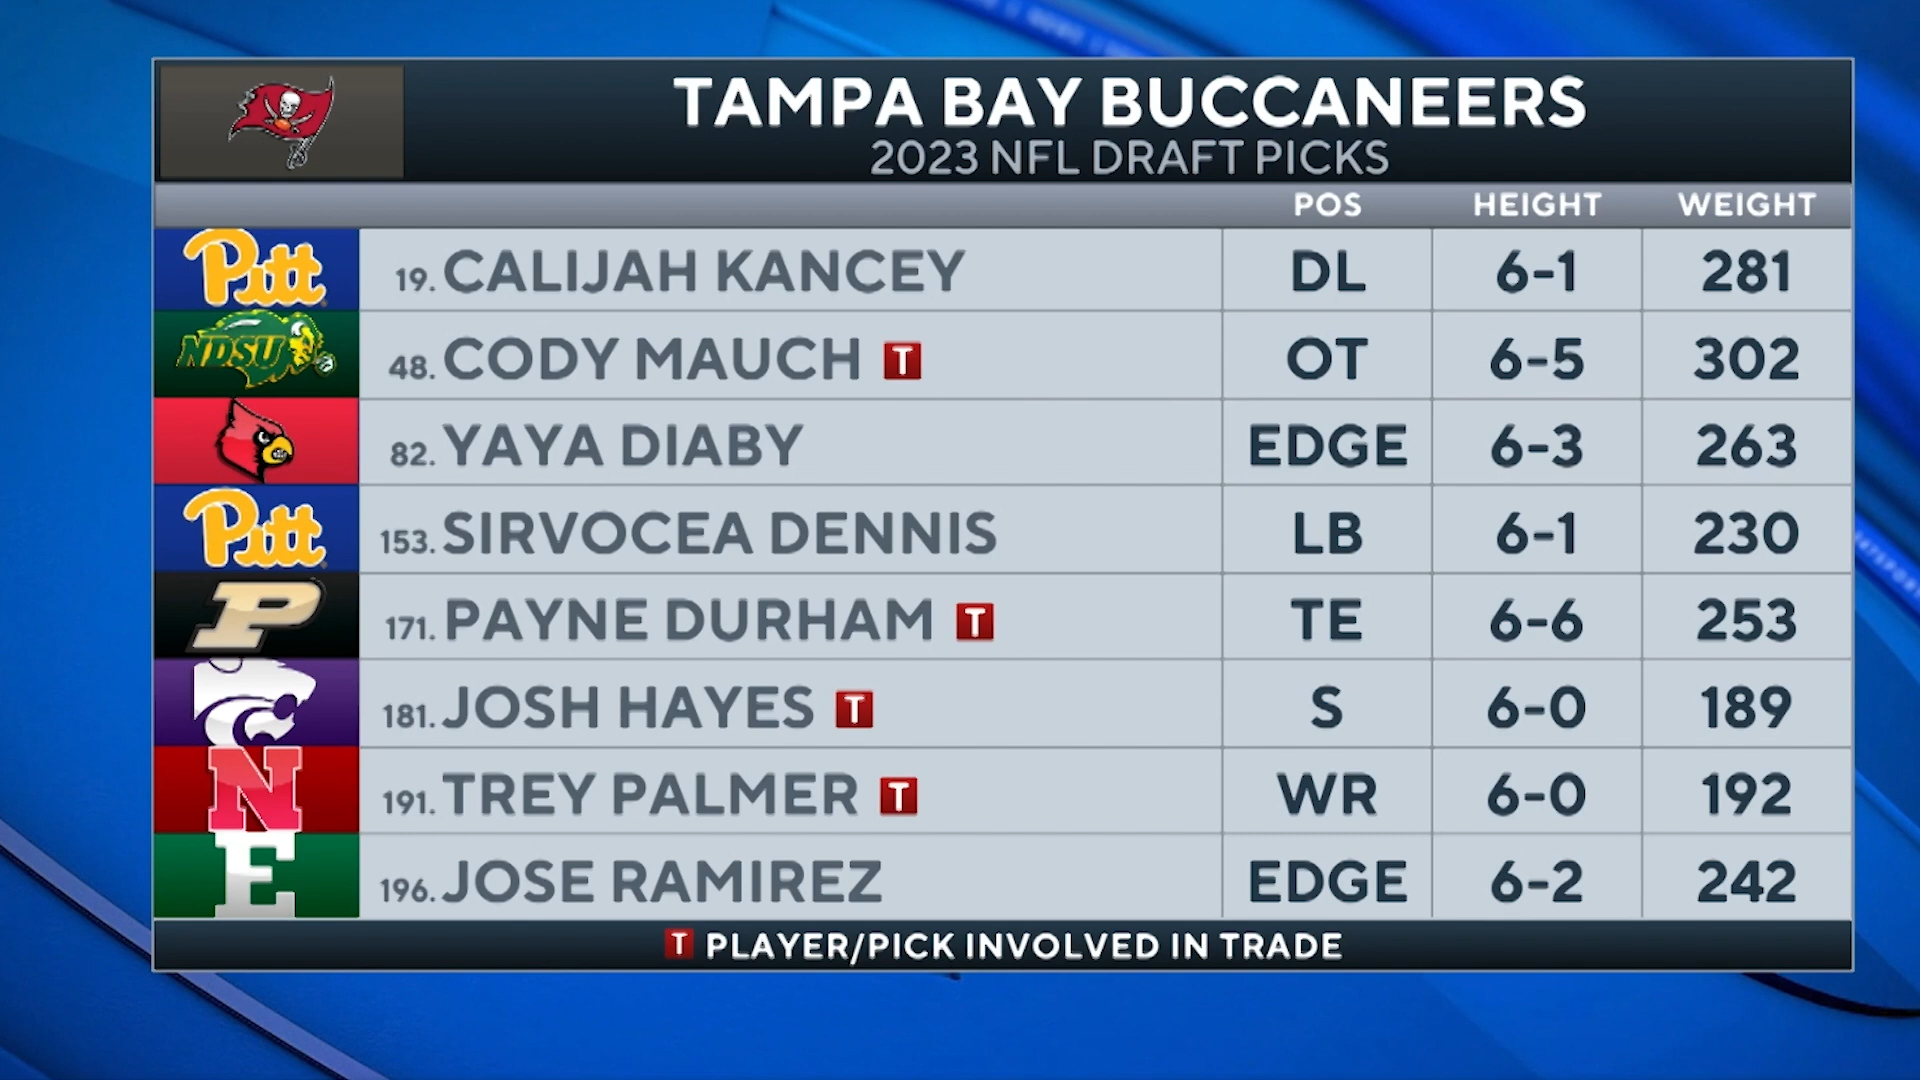 TAMPA BAY BUCCANEERS
2023 NFL DRAFT PICKS
POS HEIGHT WEIGHT
Pitt 19. CALIJAH KANCEY DL 6-1 281
NDSU 48. CODY MAUCH T OT 6-5 302
82. YAYA DIABY EDGE 6-3 263
Pitt 153. SIRVOCEA DENNIS LB 6-1 230
P 171. PAYNE DURHAM T TE 6-6 253
181. JOSH HAYES T S 6-0 189
N 191. TREY PALMER T WR 6-0 192
E 196. JOSE RAMIREZ EDGE 6-2 242
T PLAYER/PICK INVOLVED IN TRADE